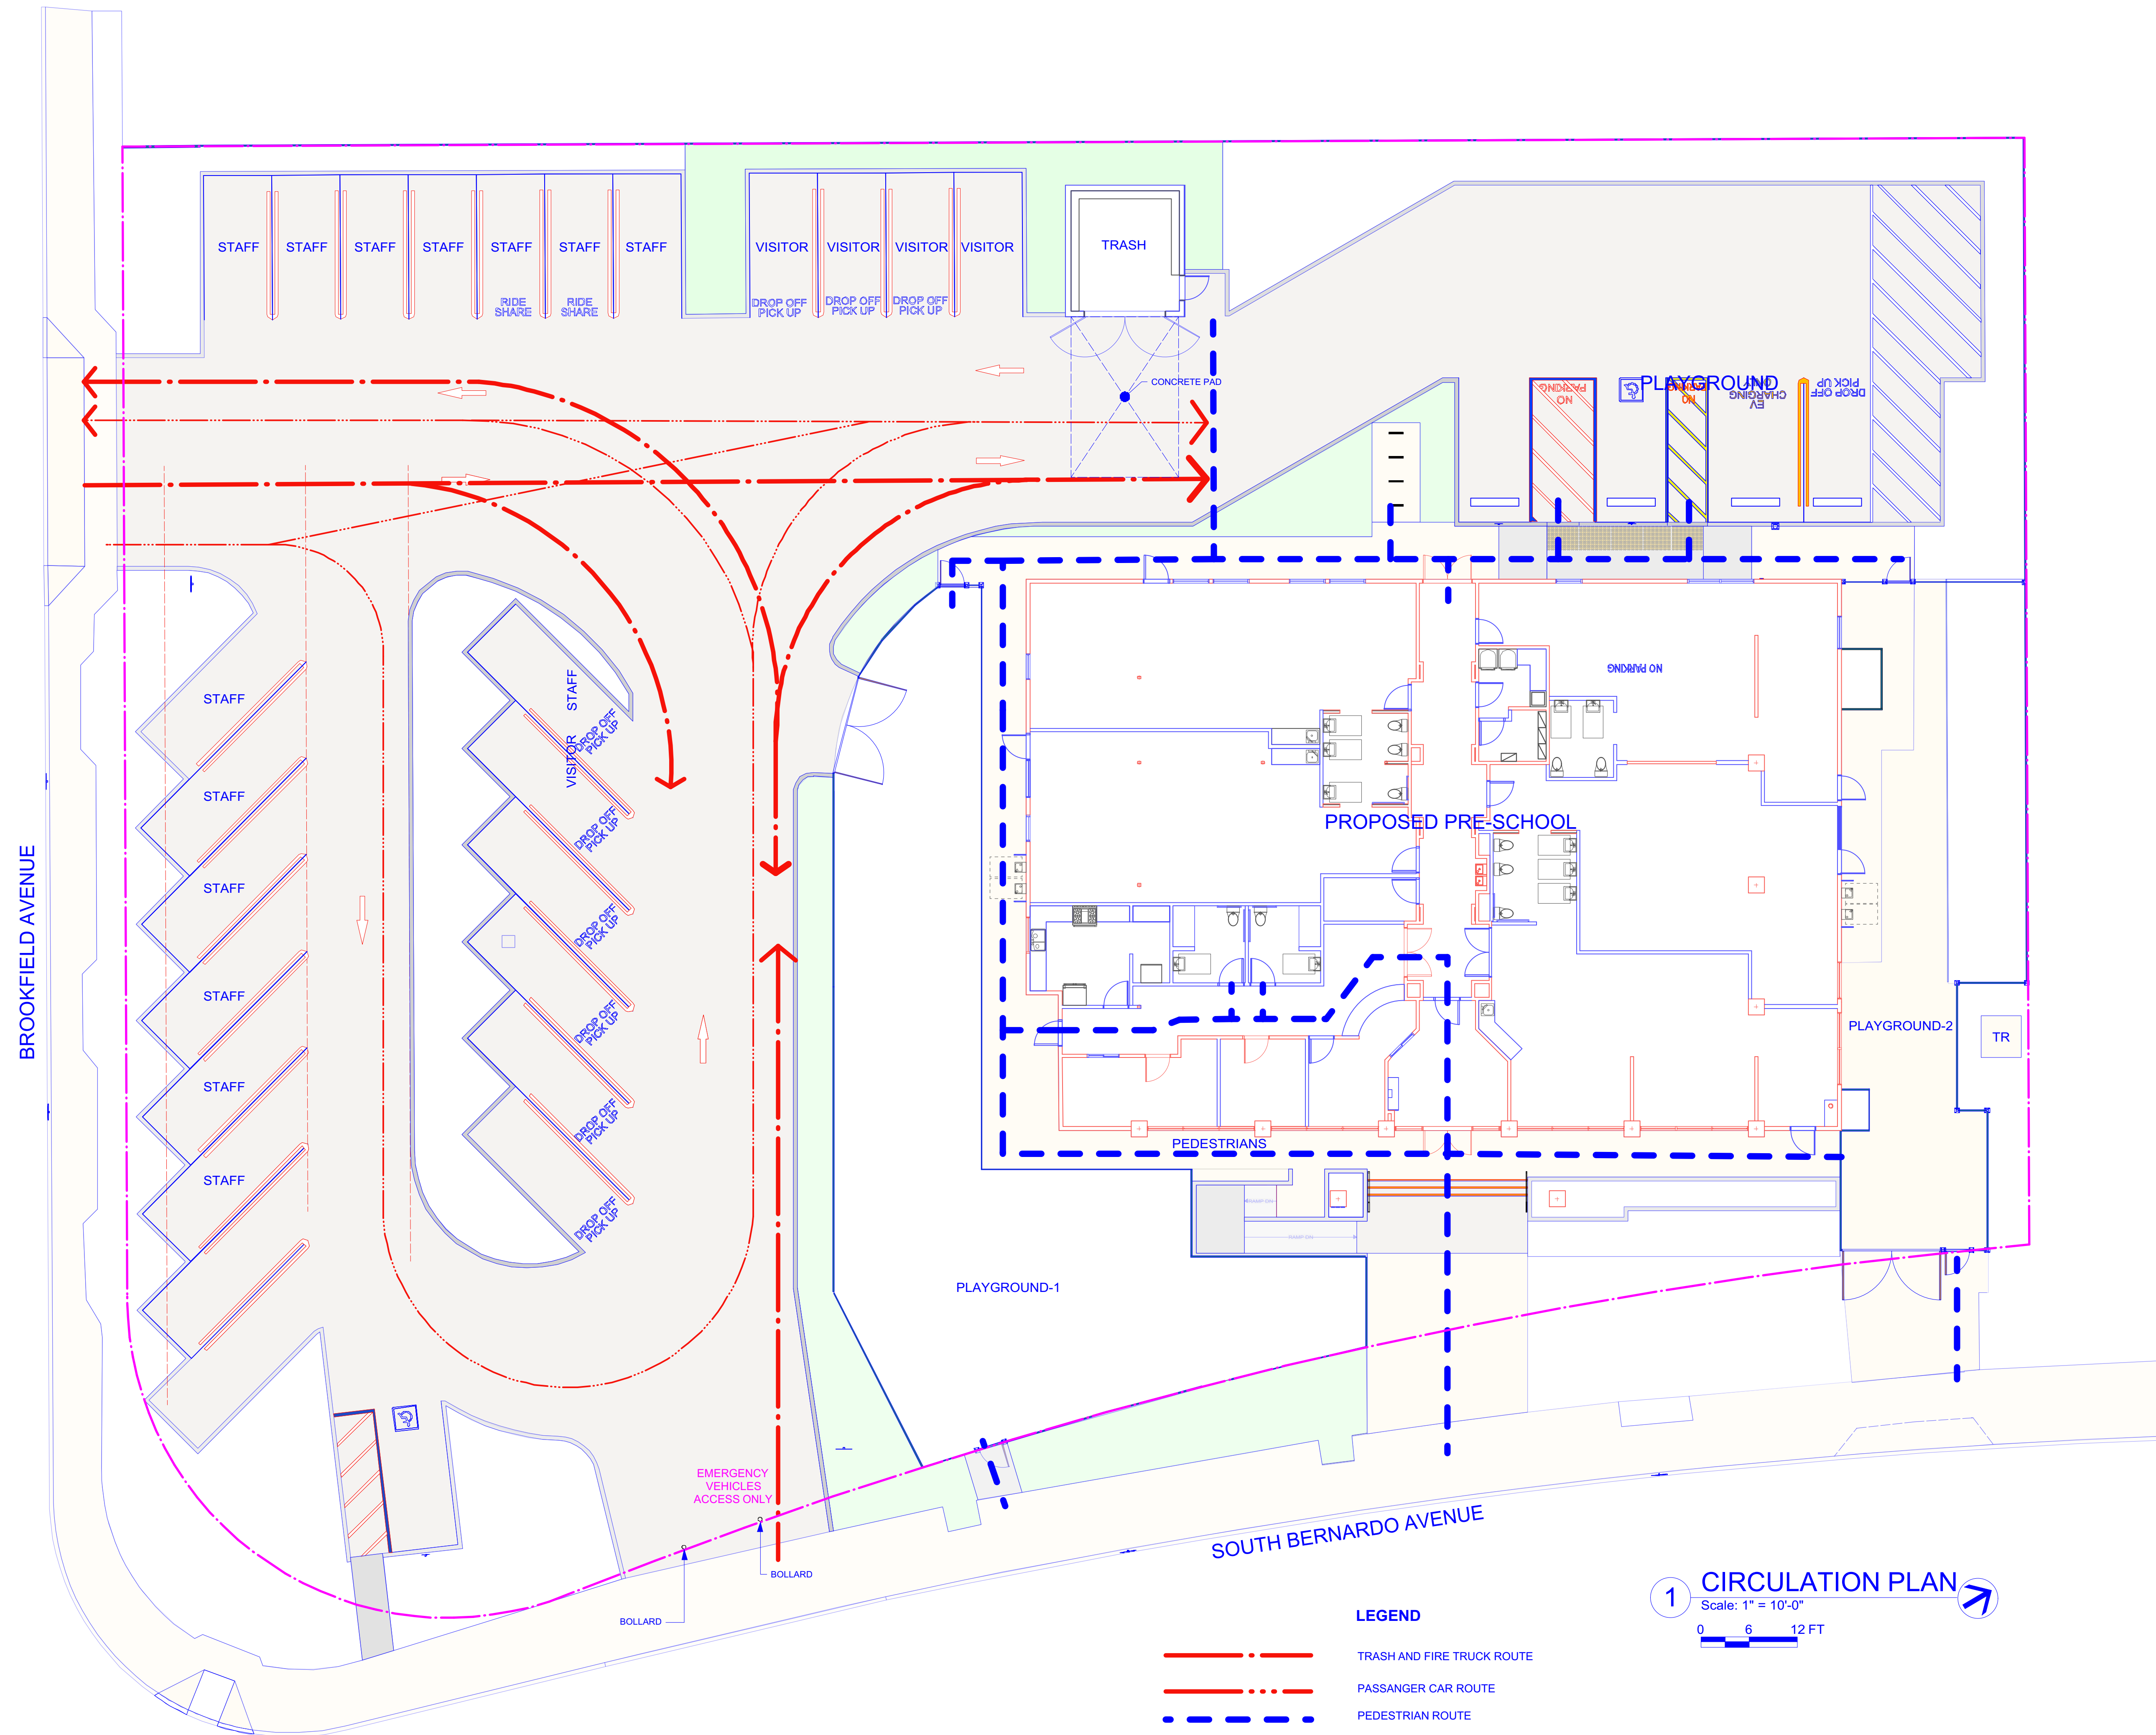 STAFF STAFF STAFF STAFF STAFF STAFF STAFF VISITOR VISITOR VISITOR VISITOR TRASH
RIDE
SHARE
RIDE
SHARE
DROP OFF
PICK UP
DROP OFF
PICK UP
DROP OFF
PICK UP
CONCRETE PAD
NO
PARKING
PLAYGROUND
NO
PARKING
EV
CHARGING
ONLY
DROP OFF
PICK UP
NO PARKING
STAFF
STAFF
STAFF
STAFF
STAFF
STAFF
VISITOR STAFF
DROP OFF
PICK UP
DROP OFF
PICK UP
DROP OFF
PICK UP
DROP OFF
PICK UP
DROP OFF
PICK UP
DROP OFF
PICK UP
BROOKFIELD AVENUE
PROPOSED PRE-SCHOOL
PLAYGROUND-2
TR
PEDESTRIANS
PLAYGROUND-1
EMERGENCY
VEHICLES
ACCESS ONLY
BOLLARD
BOLLARD
SOUTH BERNARDO AVENUE
1 CIRCULATION PLAN
Scale: 1" = 10'-0"
0 6 12 FT
LEGEND
TRASH AND FIRE TRUCK ROUTE
PASSANGER CAR ROUTE
PEDESTRIAN ROUTE